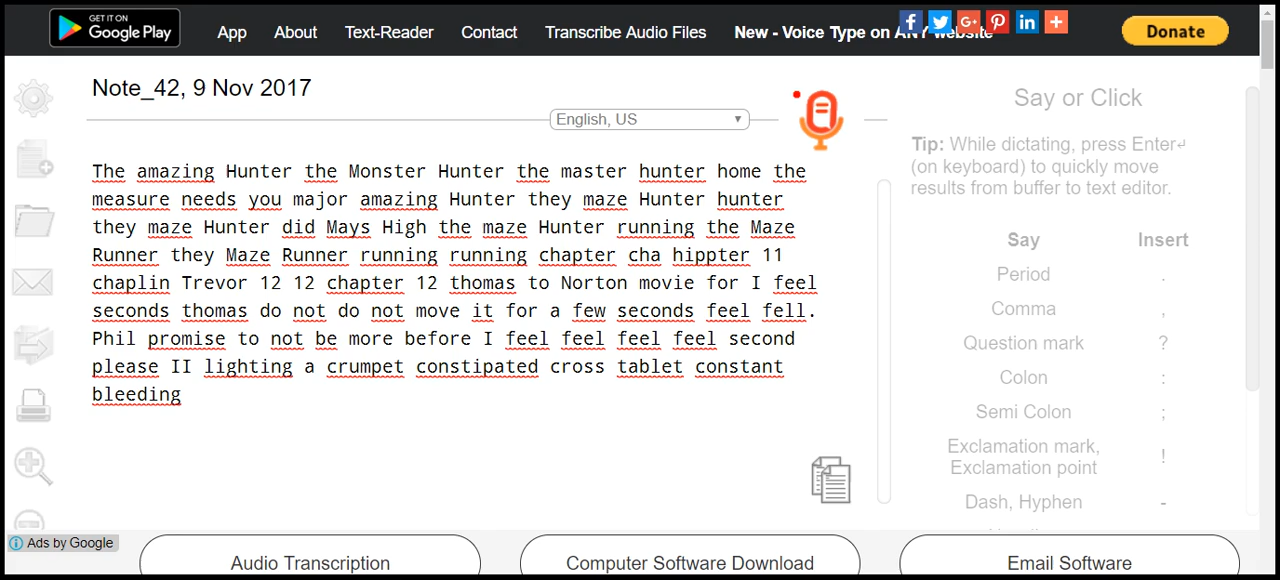 GET IT ON
Google Play
App About Text-Reader Contact Transcribe Audio Files New - Voice Type on ANY website
Donate
Note_42, 9 Nov 2017
English, US
The amazing Hunter the Monster Hunter the master hunter home the
measure needs you major amazing Hunter they maze Hunter hunter
they maze Hunter did Mays High the maze Hunter running the Maze
Runner they Maze Runner running running chapter cha hippter 11
chaplin Trevor 12 12 chapter 12 thomas to Norton movie for I feel
seconds thomas do not do not move it for a few seconds feel fell.
Phil promise to not be more before I feel feel feel feel second
please II lighting a crumpet constipated cross tablet constant
bleeding
Say or Click
Tip: While dictating, press Enter↵
(on keyboard) to quickly move
results from buffer to text editor.
Say Insert
Period .
Comma ,
Question mark ?
Colon :
Semi Colon ;
Exclamation mark,
Exclamation point !
Dash, Hyphen -
Ads by Google
Audio Transcription
Computer Software Download
Email Software